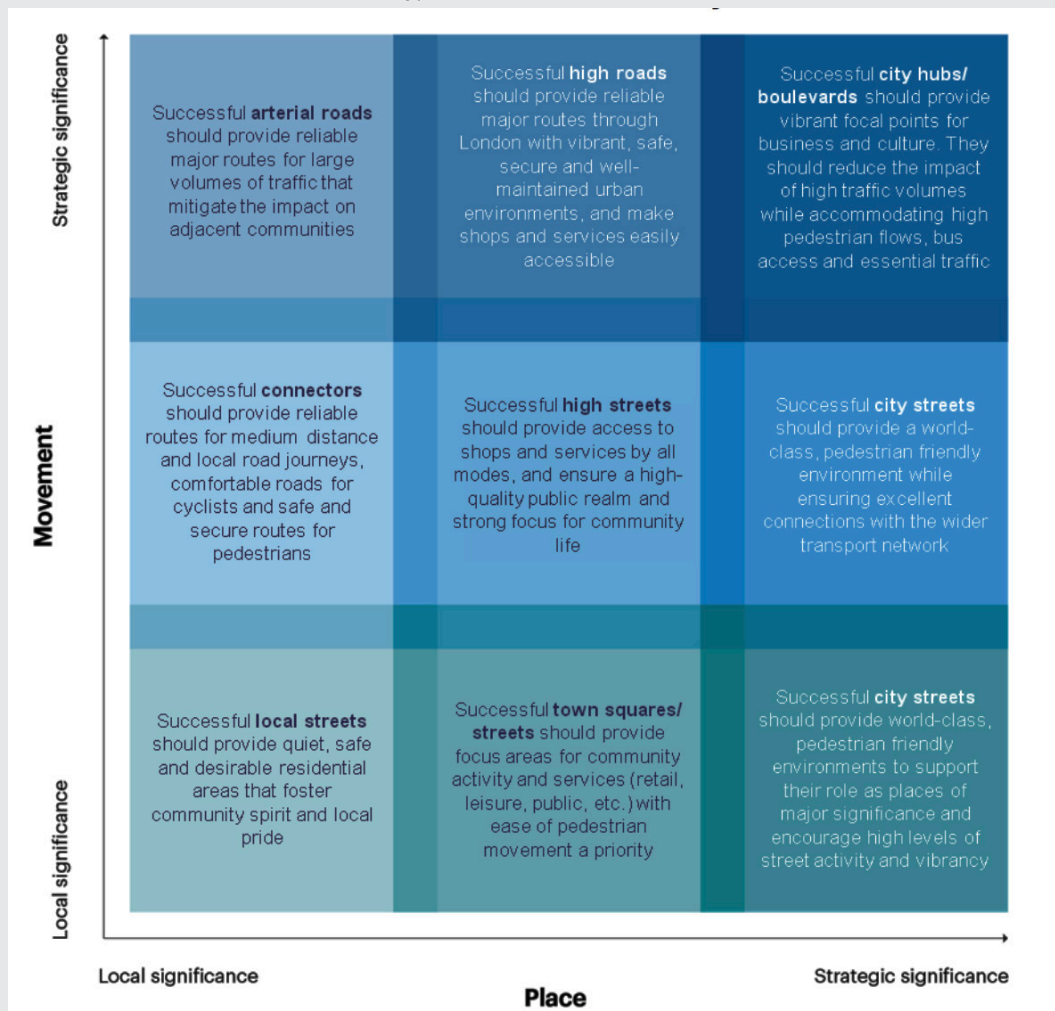 Strategic significance
Movement
Local significance
Successful arterial roads
should provide reliable
major routes for large
volumes of traffic that
mitigate the impact on
adjacent communities
Successful high roads
should provide reliable
major routes through
London with vibrant, safe,
secure and well-
maintained urban
environments, and make
shops and services easily
accessible
Successful city hubs/
boulevards should provide
vibrant focal points for
business and culture. They
should reduce the impact
of high traffic volumes
while accommodating high
pedestrian flows, bus
access and essential traffic
Successful connectors
should provide reliable
routes for medium distance
and local road journeys,
comfortable roads for
cyclists and safe and
secure routes for
pedestrians
Successful high streets
should provide access to
shops and services by all
modes, and ensure a high-
quality public realm and
strong focus for community
life
Successful city streets
should provide a world-
class, pedestrian friendly
environment while
ensuring excellent
connections with the wider
transport network
Successful local streets
should provide quiet, safe
and desirable residential
areas that foster
community spirit and local
pride
Successful town squares/
streets should provide
focus areas for community
activity and services (retail,
leisure, public, etc.) with
ease of pedestrian
movement a priority
Successful city streets
should provide world-class,
pedestrian friendly
environments to support
their role as places of
major significance and
encourage high levels of
street activity and vibrancy
Local significance
Strategic significance
Place